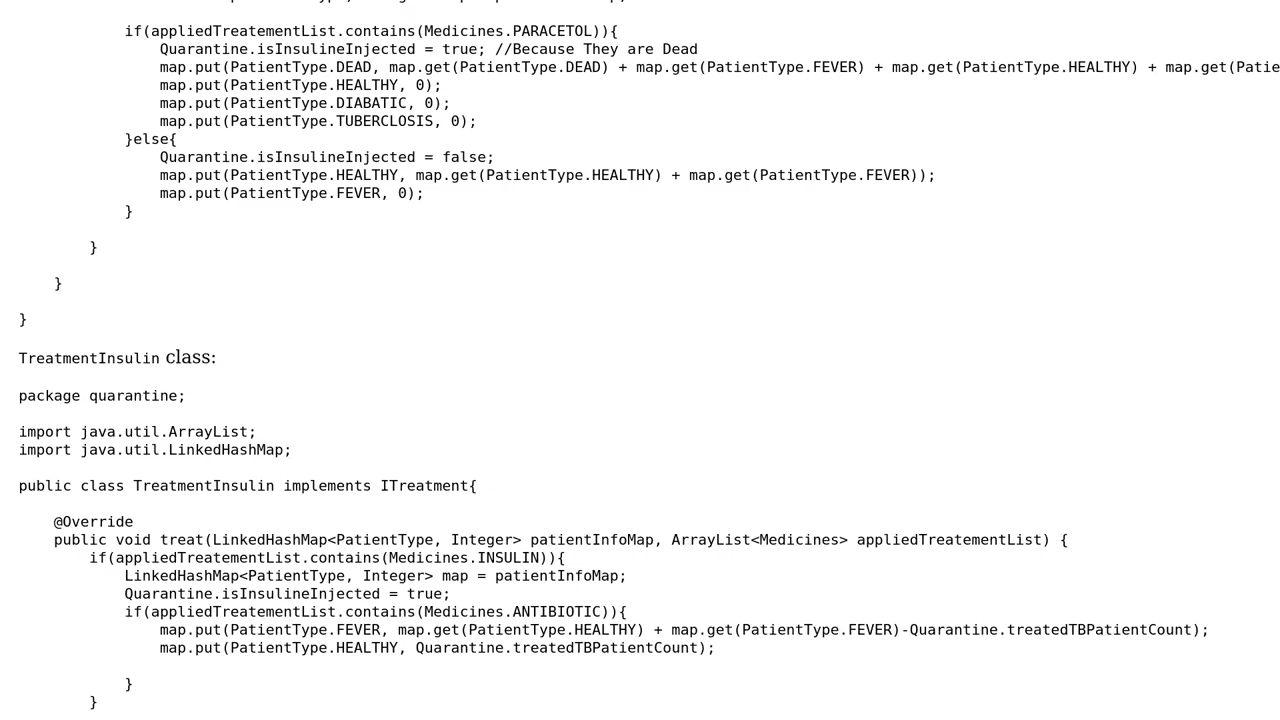 if(appliedTreatementList.contains(Medicines.PARACETOL)){
Quarantine.isInsulineInjected = true; //Because They are Dead
map.put(PatientType.DEAD, map.get(PatientType.DEAD) + map.get(PatientType.FEVER) + map.get(PatientType.HEALTHY) + map.get(Patie
map.put(PatientType.HEALTHY, 0);
map.put(PatientType.DIABATIC, 0);
map.put(PatientType.TUBERCLOSIS, 0);
}else{
Quarantine.isInsulineInjected = false;
map.put(PatientType.HEALTHY, map.get(PatientType.HEALTHY) + map.get(PatientType.FEVER));
map.put(PatientType.FEVER, 0);
}
}
}
}
TreatmentInsulin class:
package quarantine;
import java.util.ArrayList;
import java.util.LinkedHashMap;
public class TreatmentInsulin implements ITreatment{
@Override
public void treat(LinkedHashMap<PatientType, Integer> patientInfoMap, ArrayList<Medicines> appliedTreatementList) {
if(appliedTreatementList.contains(Medicines.INSULIN)){
LinkedHashMap<PatientType, Integer> map = patientInfoMap;
Quarantine.isInsulineInjected = true;
if(appliedTreatementList.contains(Medicines.ANTIBIOTIC)){
map.put(PatientType.FEVER, map.get(PatientType.HEALTHY) + map.get(PatientType.FEVER)-Quarantine.treatedTBPatientCount);
map.put(PatientType.HEALTHY, Quarantine.treatedTBPatientCount);
}
}